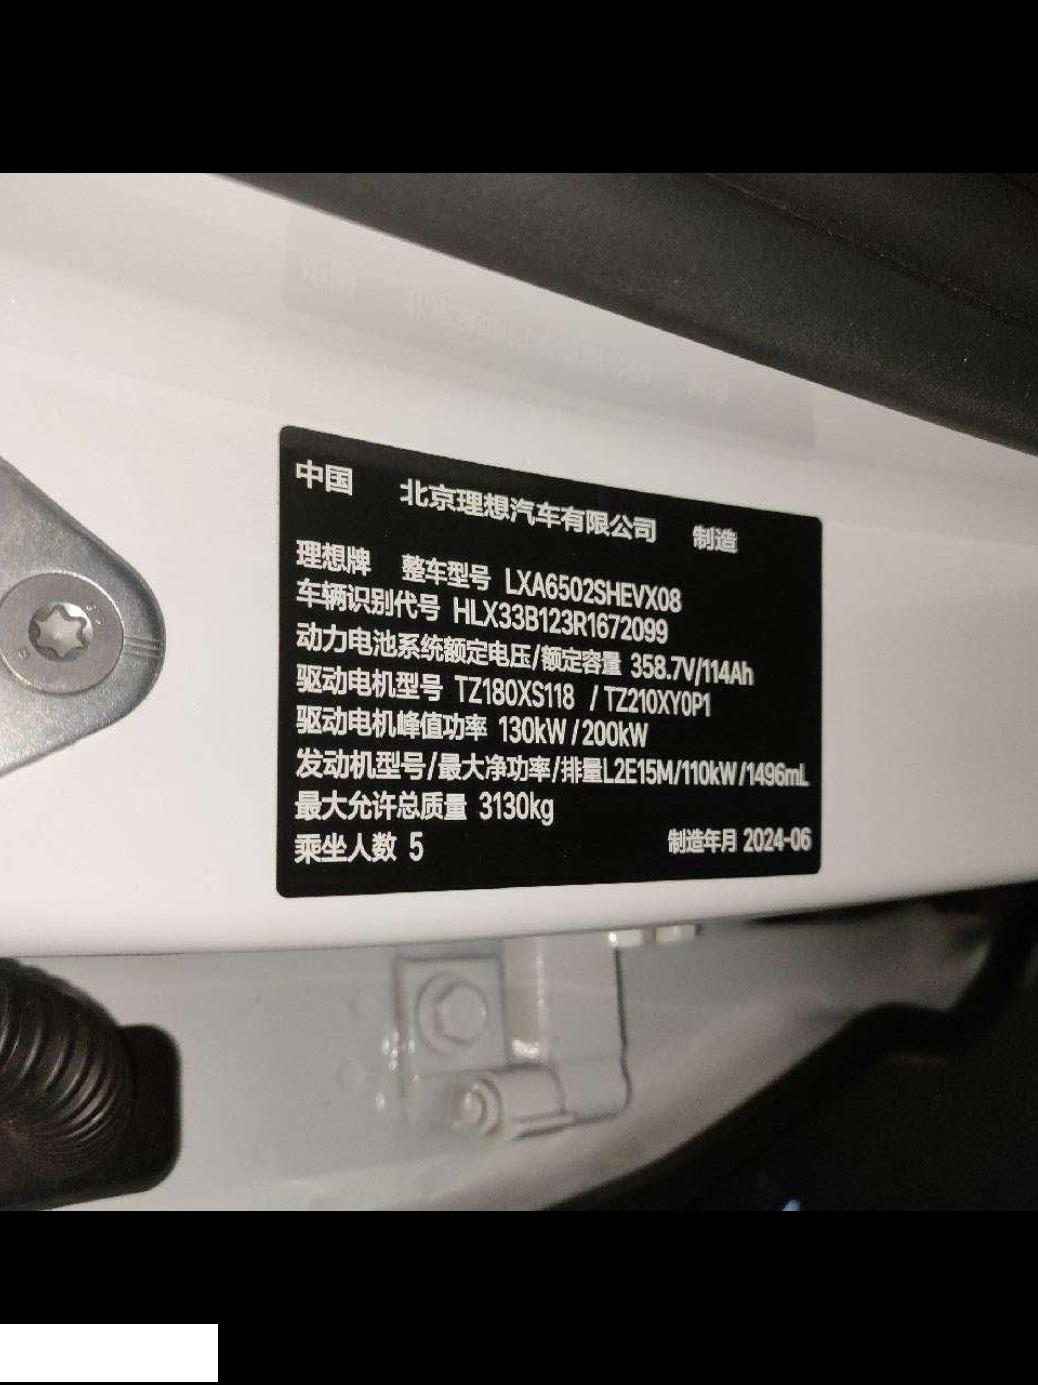 中国 北京理想汽车有限公司 制造
理想牌 整车型号 LXA6502SHEVX08
车辆识别代号 HLX33B123R1672099
动力电池系统额定电压/额定容量 358.7V/114Ah
驱动电机型号 TZ180XS118 / TZ210XY0P1
驱动电机峰值功率 130kW / 200kW
发动机型号/最大净功率/排量L2E15M/110kW/1496mL
最大允许总质量 3130kg
乘坐人数 5 制造年月 2024-06